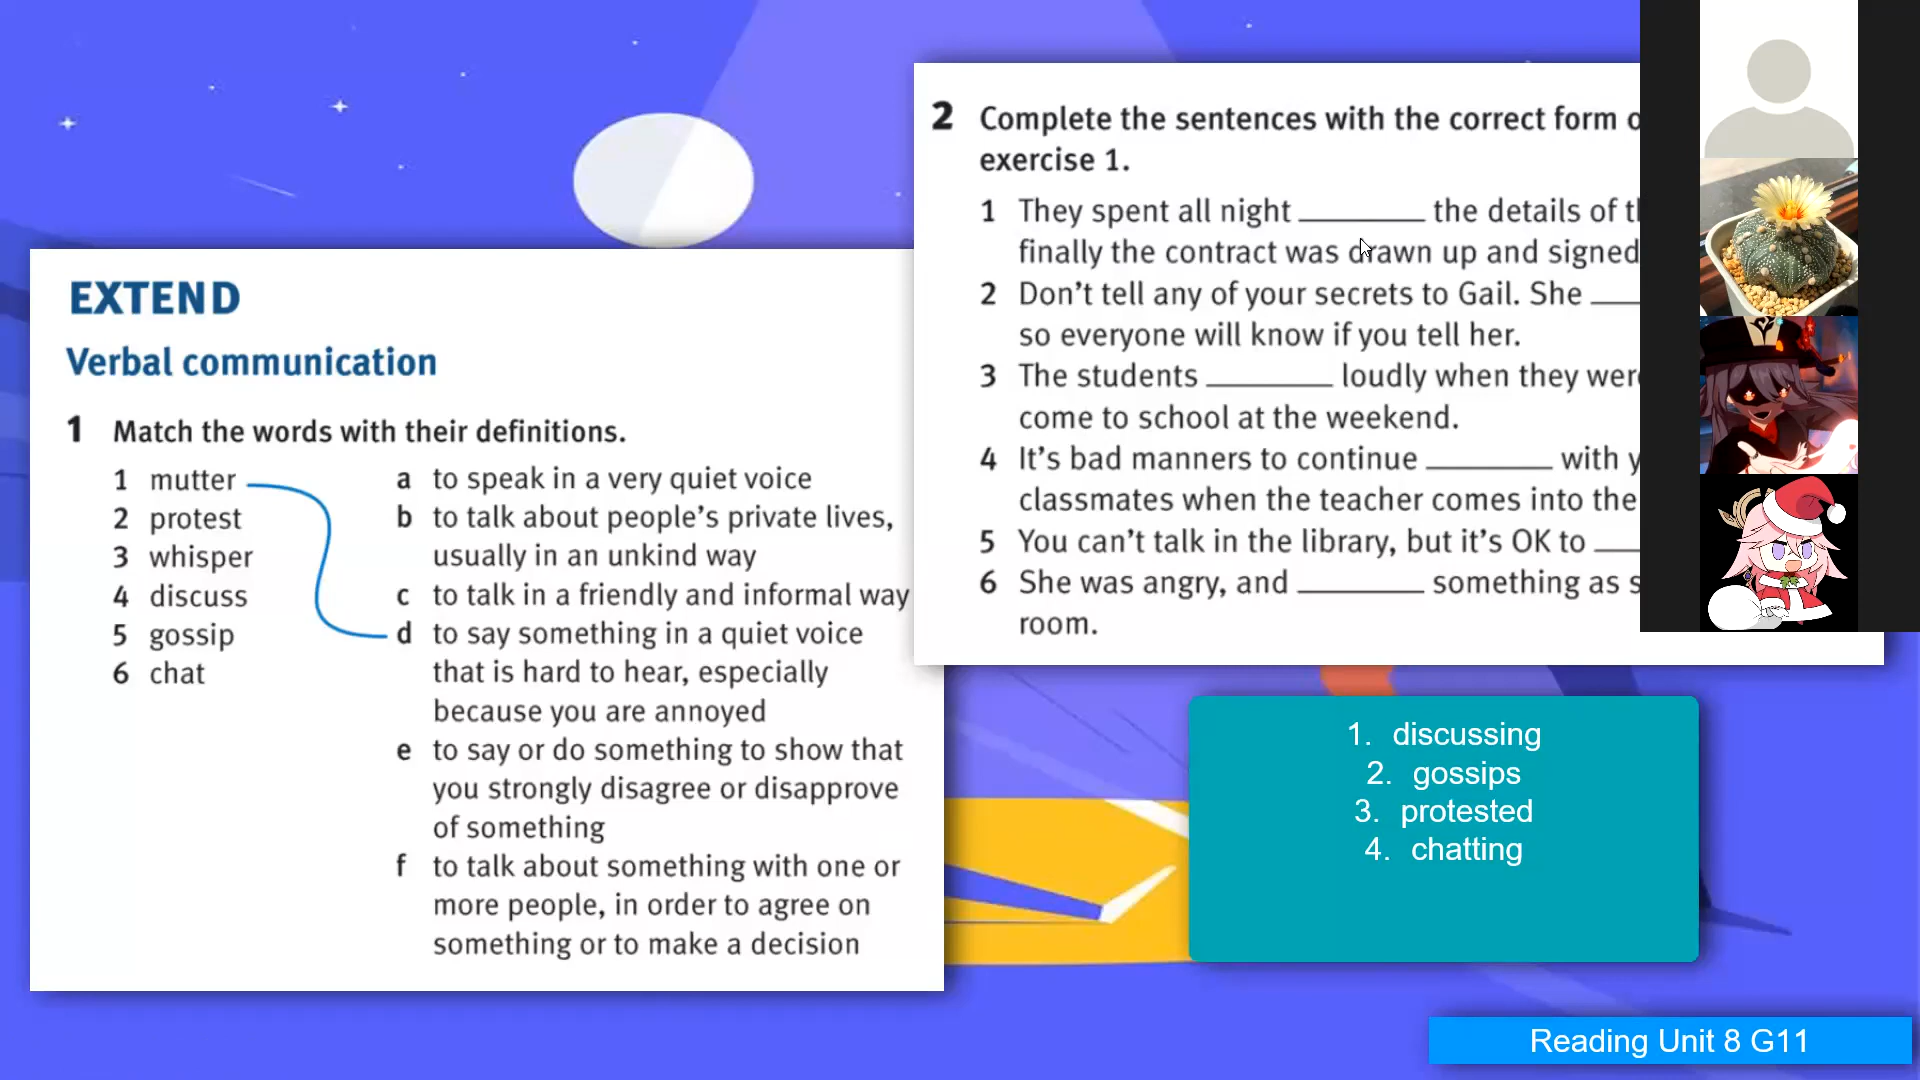 EXTEND
Verbal communication
1 Match the words with their definitions.
1 mutter
2 protest
3 whisper
4 discuss
5 gossip
6 chat
a to speak in a very quiet voice
b to talk about people's private lives,
usually in an unkind way
c to talk in a friendly and informal way
d to say something in a quiet voice
that is hard to hear, especially
because you are annoyed
e to say or do something to show that
you strongly disagree or disapprove
of something
f to talk about something with one or
more people, in order to agree on
something or to make a decision
2 Complete the sentences with the correct form
exercise 1.
1 They spent all night ________ the details of
finally the contract was drawn up and signed
2 Don't tell any of your secrets to Gail. She ____
so everyone will know if you tell her.
3 The students ________ loudly when they
come to school at the weekend.
4 It's bad manners to continue ________ with
classmates when the teacher comes into the
5 You can't talk in the library, but it's OK to ____
6 She was angry, and ________ something as
room.
1. discussing
2. gossips
3. protested
4. chatting
Reading Unit 8 G11